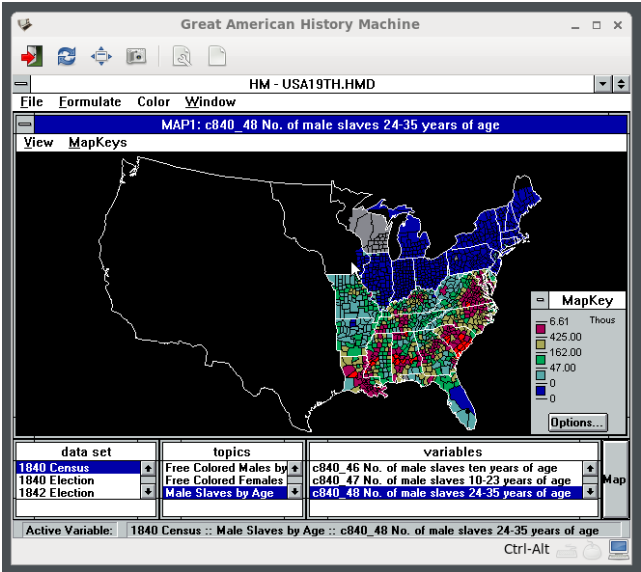 Great American History Machine
HM - USA19TH.HMD
File Formulate Color Window
MAP1: c840_48 No. of male slaves 24-35 years of age
View MapKeys
MapKey
6.61 Thous
425.00
162.00
47.00
0
0
Options...
data set
1840 Census
1840 Election
1842 Election
topics
Free Colored Males by
Free Colored Females
Male Slaves by Age
variables
c840_46 No. of male slaves ten years of age
c840_47 No. of male slaves 10-23 years of age
c840_48 No. of male slaves 24-35 years of age
Map
Active Variable: 1840 Census :: Male Slaves by Age :: c840_48 No. of male slaves 24-35 years of age
Ctrl-Alt